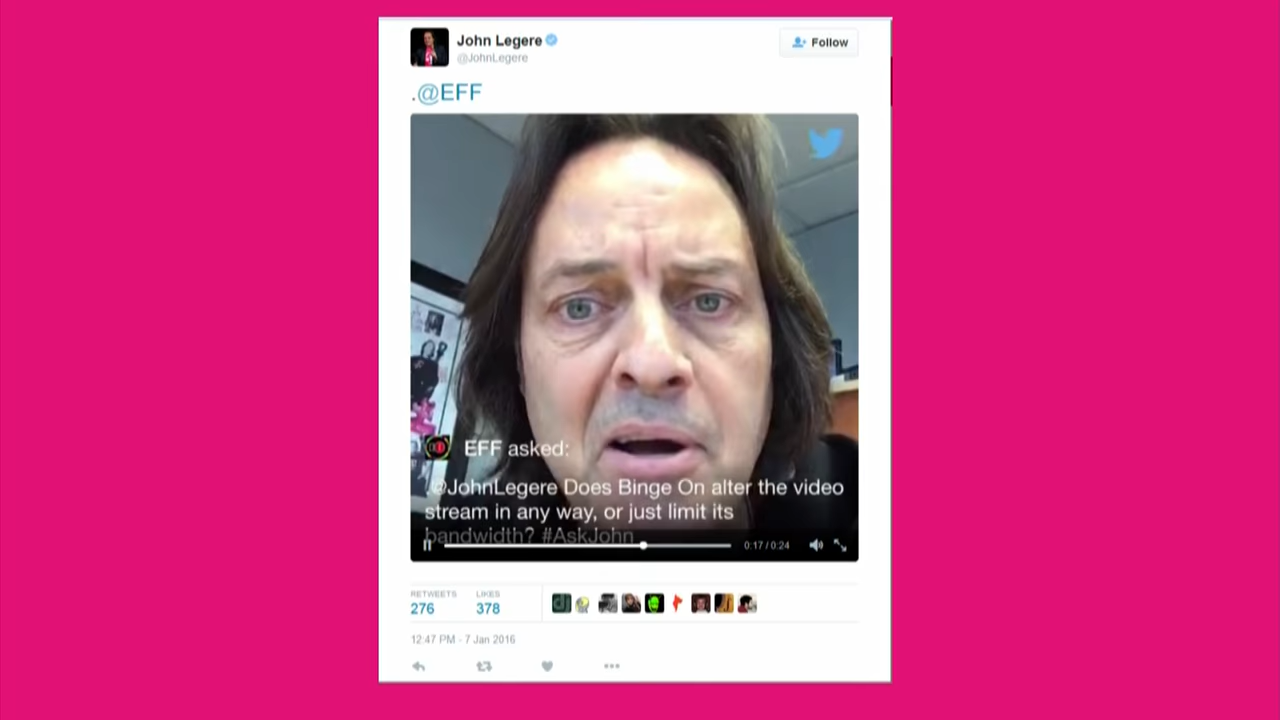 John Legere
@JohnLegere
Follow
.@EFF
EFF asked:
.@JohnLegere Does Binge On alter the video
stream in any way, or just limit its
bandwidth? #AskJohn
0:17 / 0:24
RETWEETS LIKES
276 378
12:47 PM - 7 Jan 2016